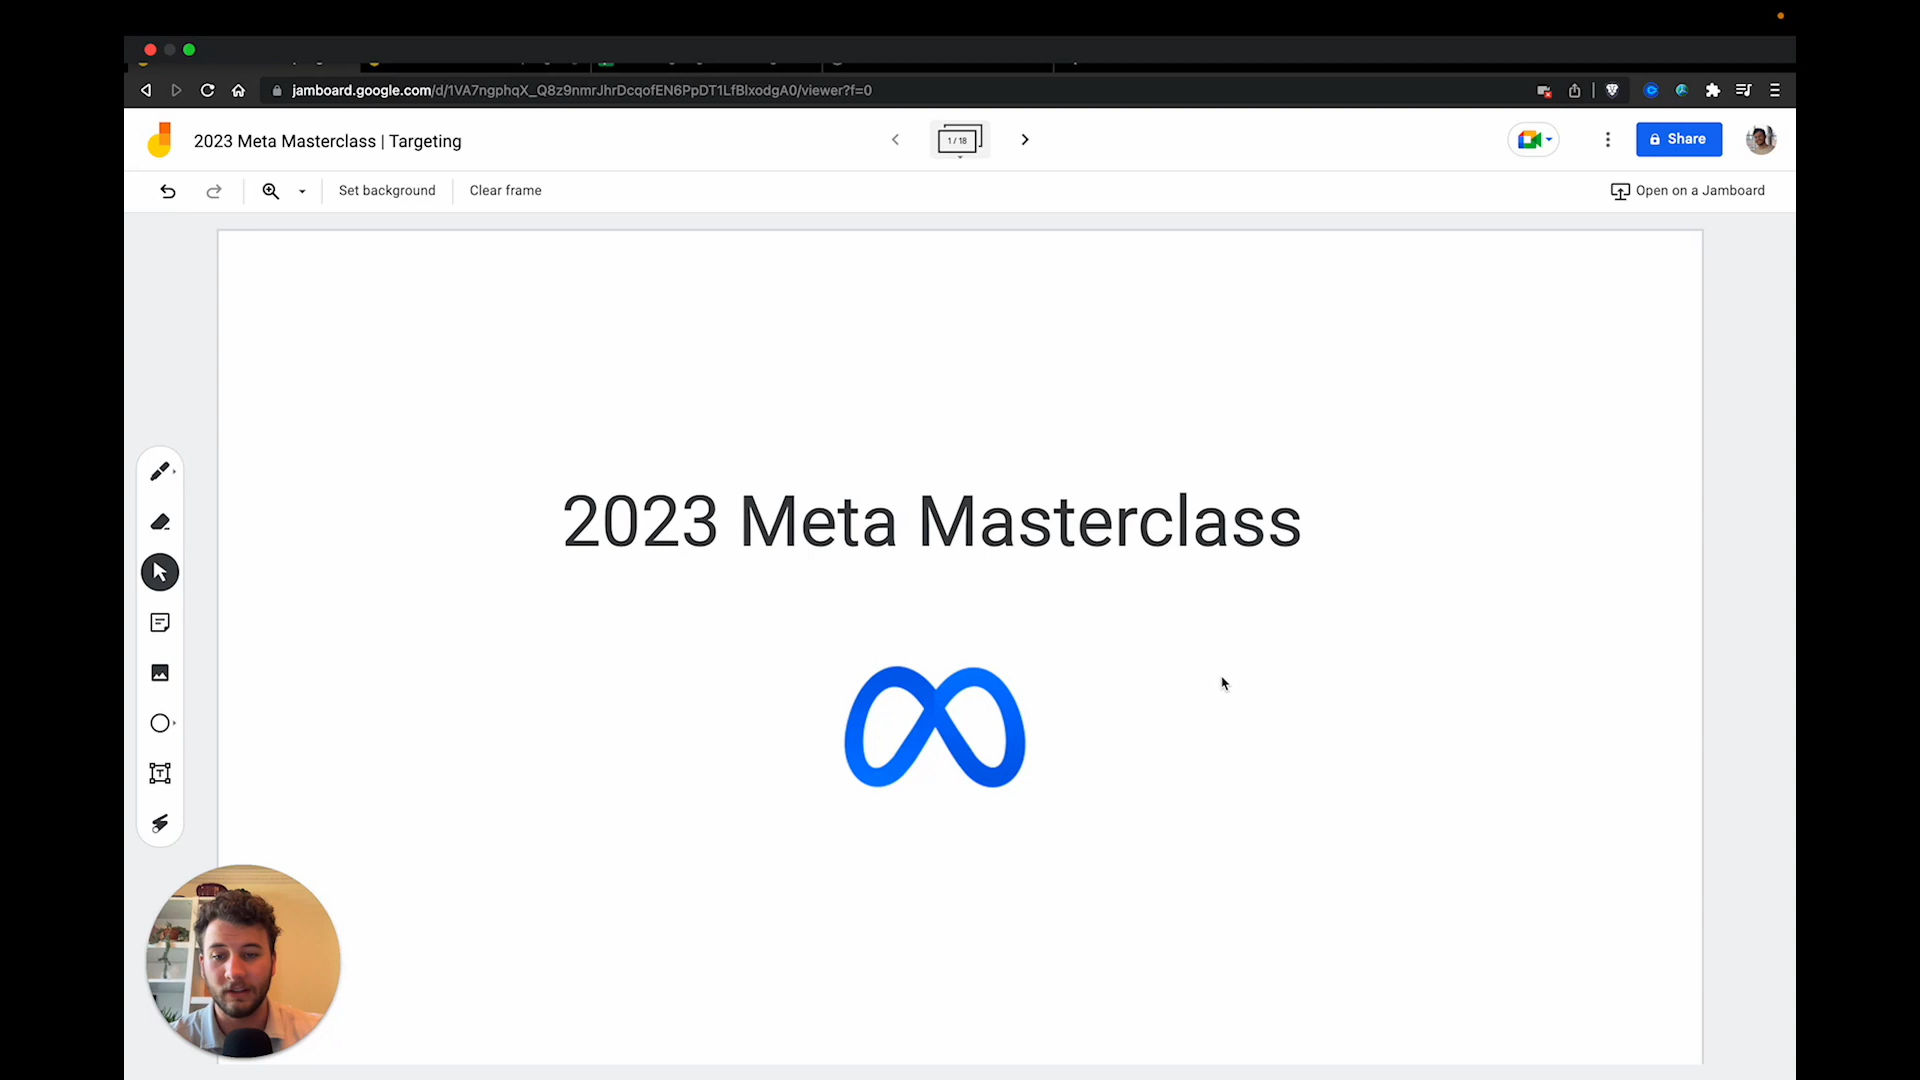 jamboard.google.com/d/1VA7ngphqX_Q8z9nmrJhrDcqofEN6PpDT1LfBlxodgA0/viewer?f=0
2023 Meta Masterclass | Targeting
1 / 18
Share
Set background
Clear frame
Open on a Jamboard
2023 Meta Masterclass